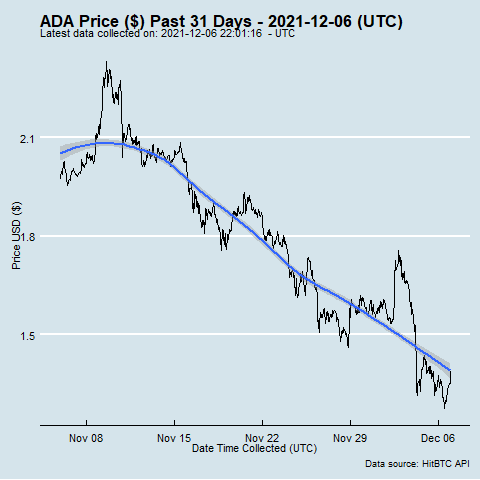 ADA Price ($) Past 31 Days - 2021-12-06 (UTC)
Latest data collected on: 2021-12-06 22:01:16 - UTC
2.1
1.8
1.5
Price USD ($)
Nov 08 Nov 15 Nov 22 Nov 29 Dec 06
Date Time Collected (UTC)
Data source: HitBTC API